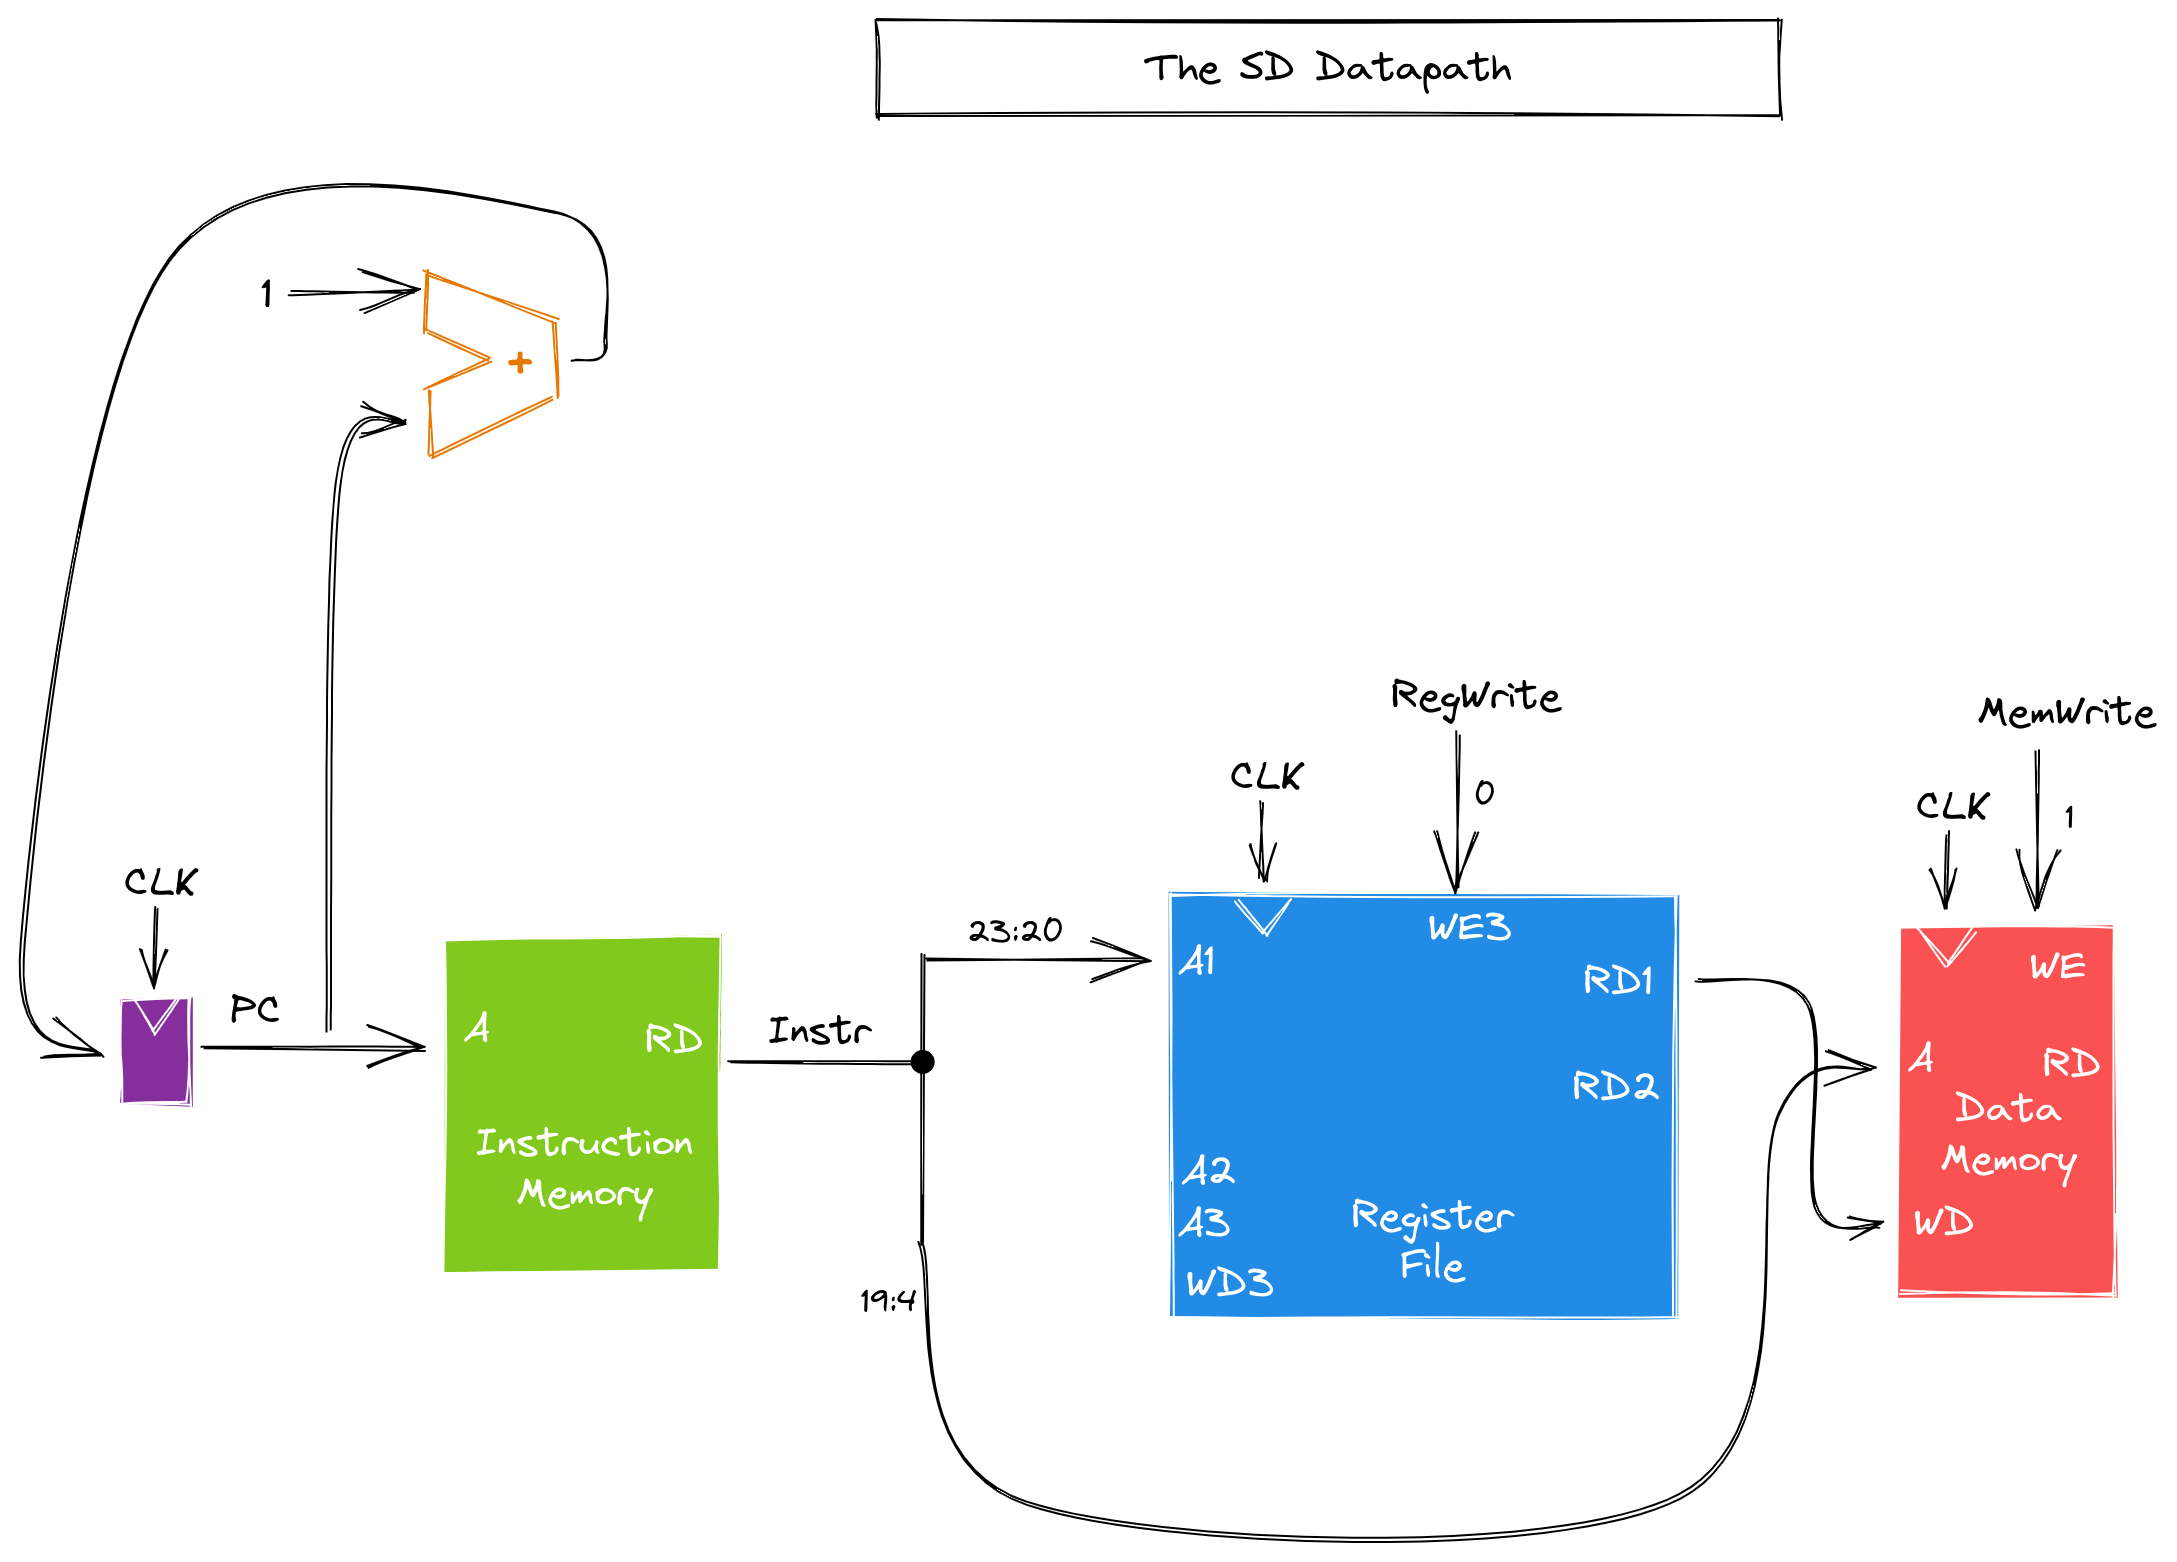 The SD Datapath
1
+
RegWrite
MemWrite
CLK
0
CLK
1
CLK
PC
Instr
23:20
19:4
A
RD
Instruction
Memory
WE3
A1
RD1
RD2
A2
A3
WD3
Register
File
WE
A
RD
Data
Memory
WD